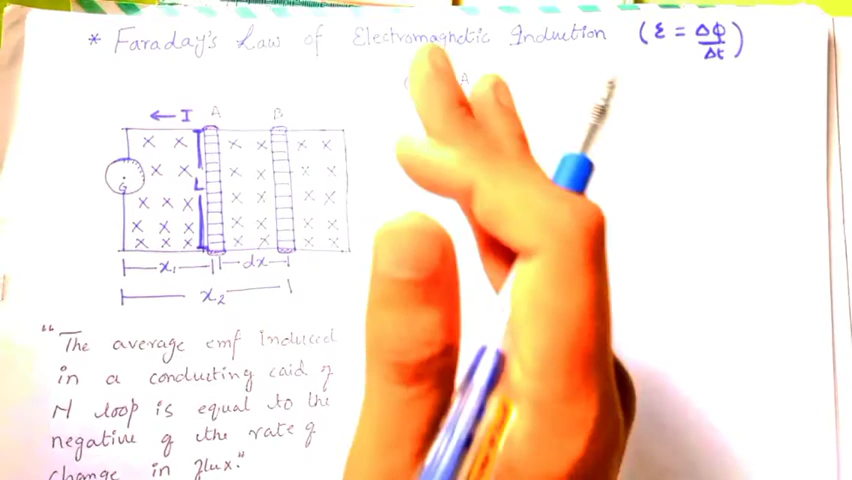 * Faraday's Law of Electromagnetic Induction (ε = ΔΦ/Δt)
A
← I A B
G L
x₁ dx
x₂
"The average emf induced
in a conducting coid of
N loop is equal to the
negative of the rate of
change in flux."